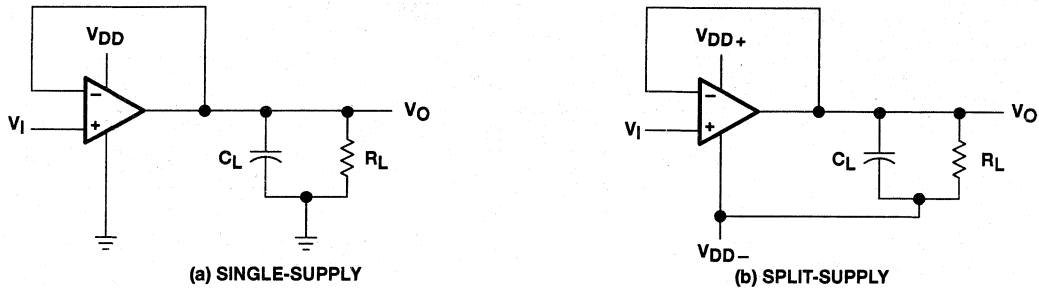 VDD
−
VI
+
VO
CL
RL
(a) SINGLE-SUPPLY
VDD+
−
VI
+
VO
CL
RL
VDD−
(b) SPLIT-SUPPLY